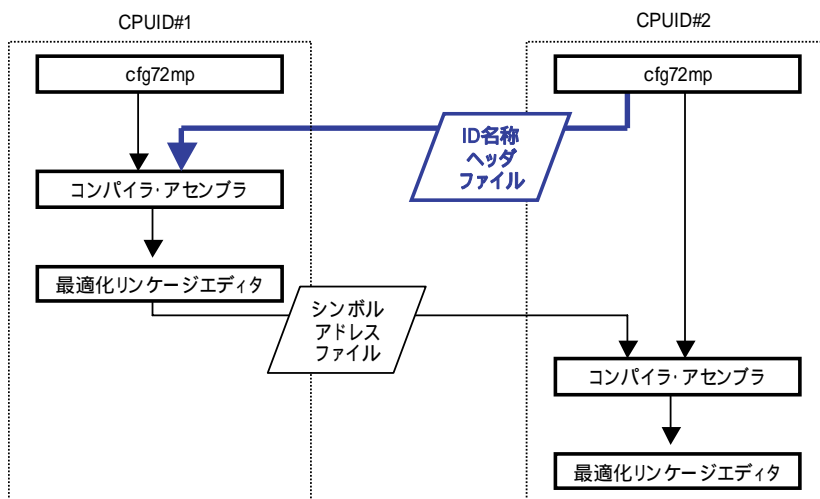 CPUID#1
CPUID#2
cfg72mp
cfg72mp
ID名称
ヘッダ
ファイル
コンパイラ・アセンブラ
最適化リンケージエディタ
シンボル
アドレス
ファイル
コンパイラ・アセンブラ
最適化リンケージエディタ